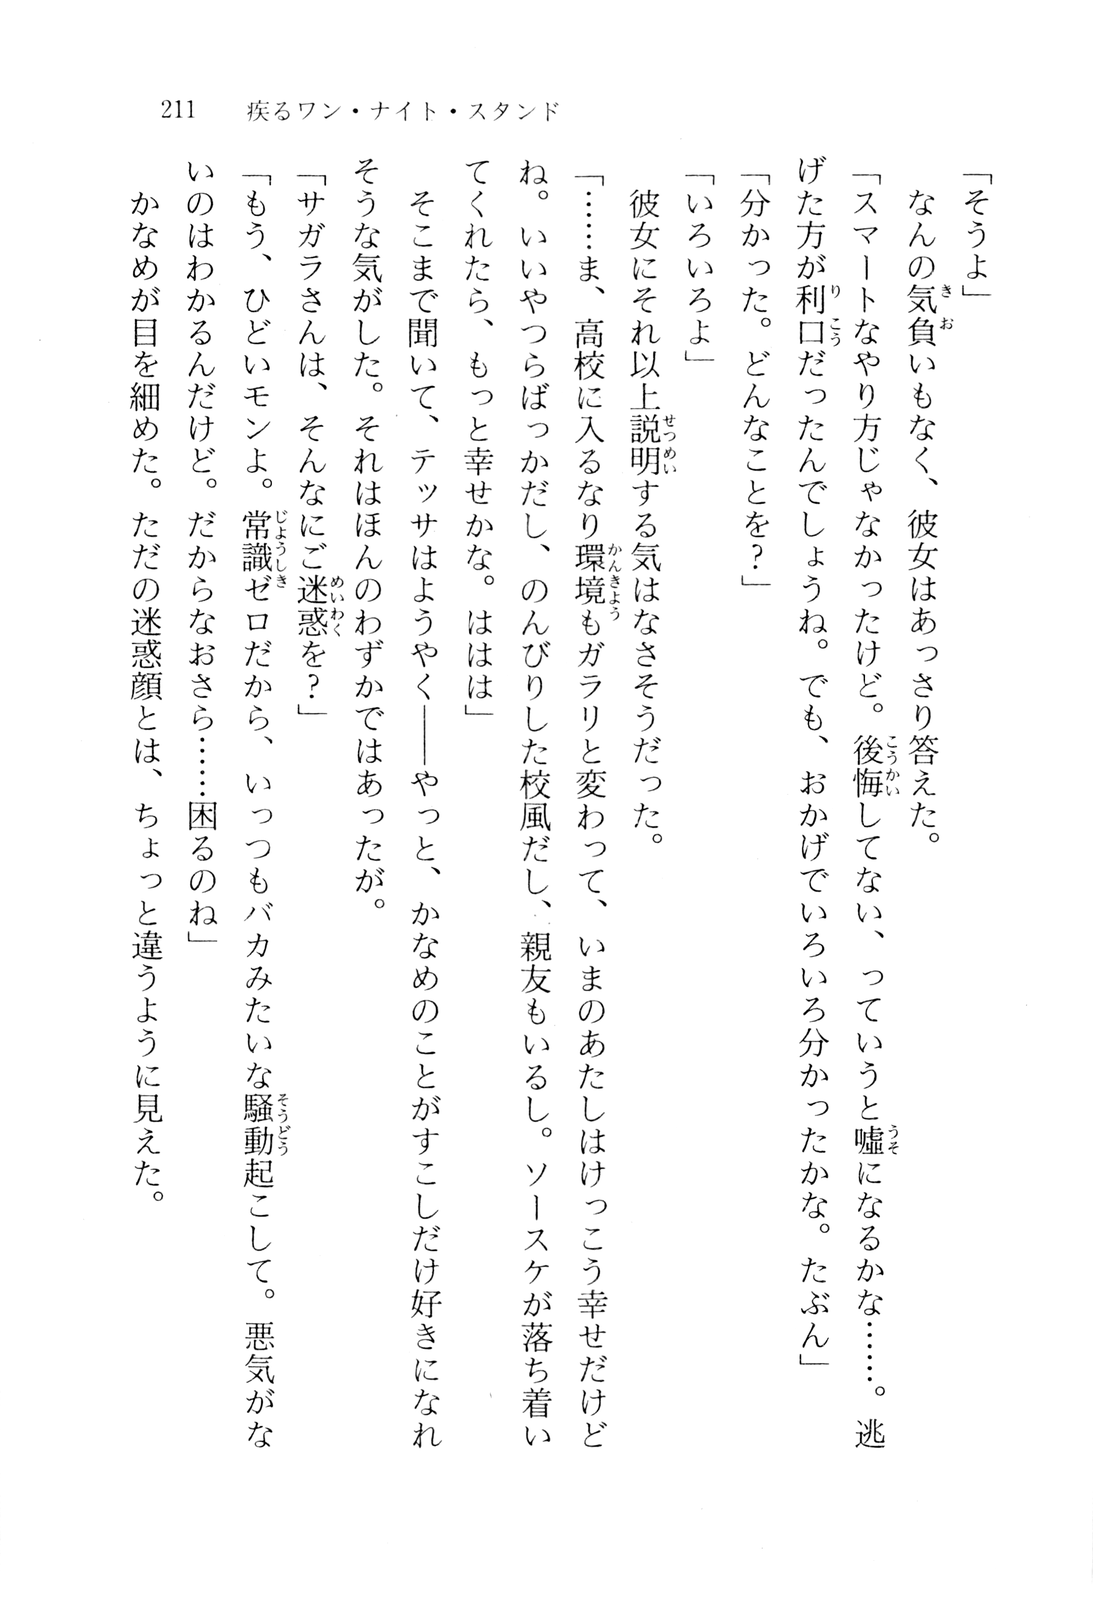 211　疾るワン・ナイト・スタンド
「そうよ」
　なんの気負いもなく、彼女はあっさり答えた。
「スマートなやり方じゃなかったけど。後悔してない、っていうと嘘になるかな……。逃
げた方が利口だったんでしょうね。でも、おかげでいろいろ分かったかな。たぶん」
「分かった。どんなことを？」
「いろいろよ」
　彼女にそれ以上説明する気はなさそうだった。
「……ま、高校に入るなり環境もガラリと変わって、いまのあたしはけっこう幸せだけど
ね。いいやつらばっかだし、のんびりした校風だし、親友もいるし。ソースケが落ち着い
てくれたら、もっと幸せかな。ははは」
　そこまで聞いて、テッサはようやく――やっと、かなめのことがすこしだけ好きになれ
そうな気がした。それはほんのわずかではあったが。
「サガラさんは、そんなにご迷惑を？」
「もう、ひどいモンよ。常識ゼロだから、いっつもバカみたいな騒動起こして。悪気がな
いのはわかるんだけど。だからなおさら……困るのね」
　かなめが目を細めた。ただの迷惑顔とは、ちょっと違うように見えた。